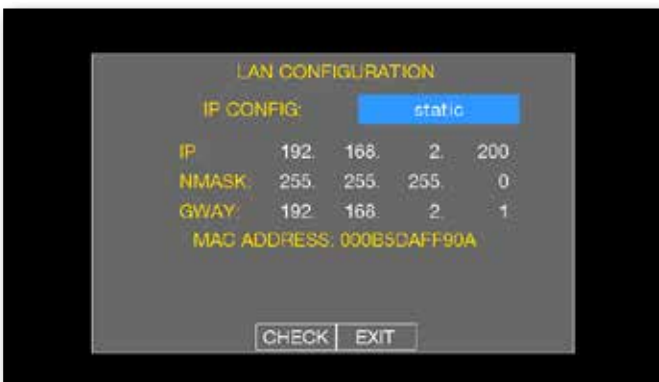 LAN CONFIGURATION
IP CONFIG: static
IP 192. 168. 2. 200
NMASK: 255. 255. 255. 0
GWAY: 192. 168. 2. 1
MAC ADDRESS: 000B5DAFF90A
CHECK EXIT